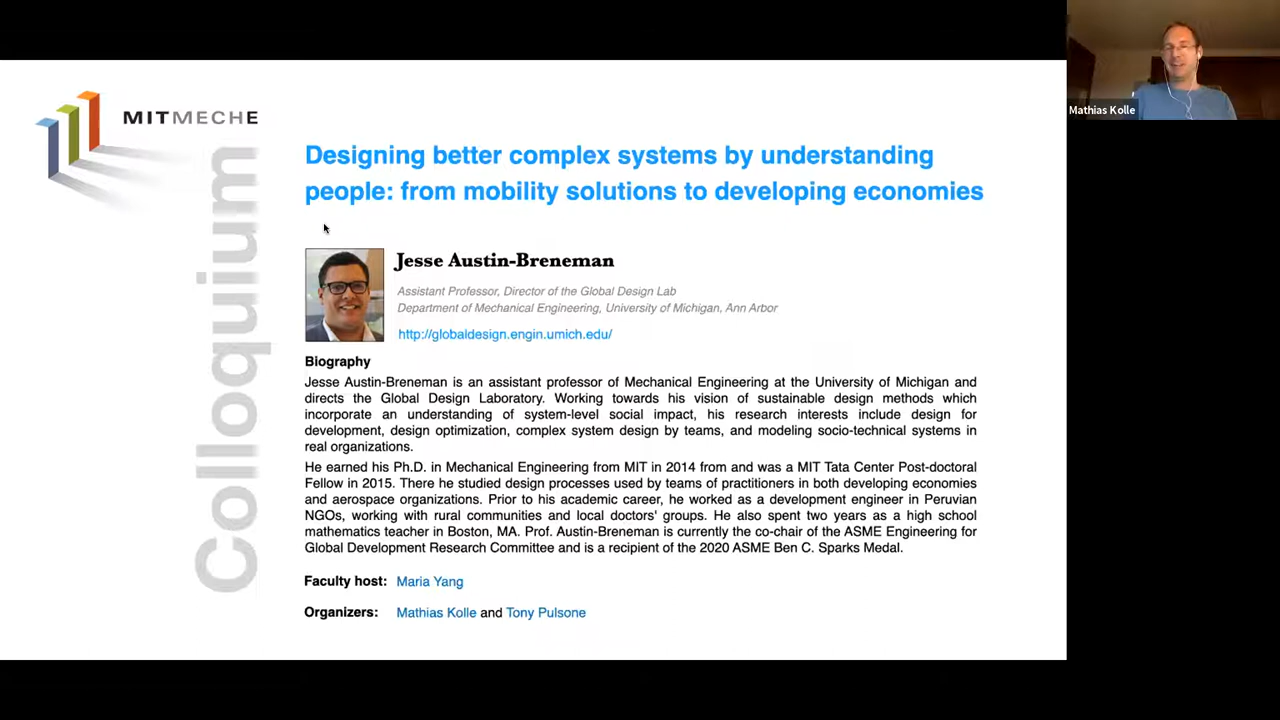 MITMECHE
Colloquium
Designing better complex systems by understanding
people: from mobility solutions to developing economies
Jesse Austin-Breneman
Assistant Professor, Director of the Global Design Lab
Department of Mechanical Engineering, University of Michigan, Ann Arbor
http://globaldesign.engin.umich.edu/
Biography
Jesse Austin-Breneman is an assistant professor of Mechanical Engineering at the University of Michigan and
directs the Global Design Laboratory. Working towards his vision of sustainable design methods which
incorporate an understanding of system-level social impact, his research interests include design for
development, design optimization, complex system design by teams, and modeling socio-technical systems in
real organizations.
He earned his Ph.D. in Mechanical Engineering from MIT in 2014 from and was a MIT Tata Center Post-doctoral
Fellow in 2015. There he studied design processes used by teams of practitioners in both developing economies
and aerospace organizations. Prior to his academic career, he worked as a development engineer in Peruvian
NGOs, working with rural communities and local doctors' groups. He also spent two years as a high school
mathematics teacher in Boston, MA. Prof. Austin-Breneman is currently the co-chair of the ASME Engineering for
Global Development Research Committee and is a recipient of the 2020 ASME Ben C. Sparks Medal.
Faculty host: Maria Yang
Organizers: Mathias Kolle and Tony Pulsone
Mathias Kolle